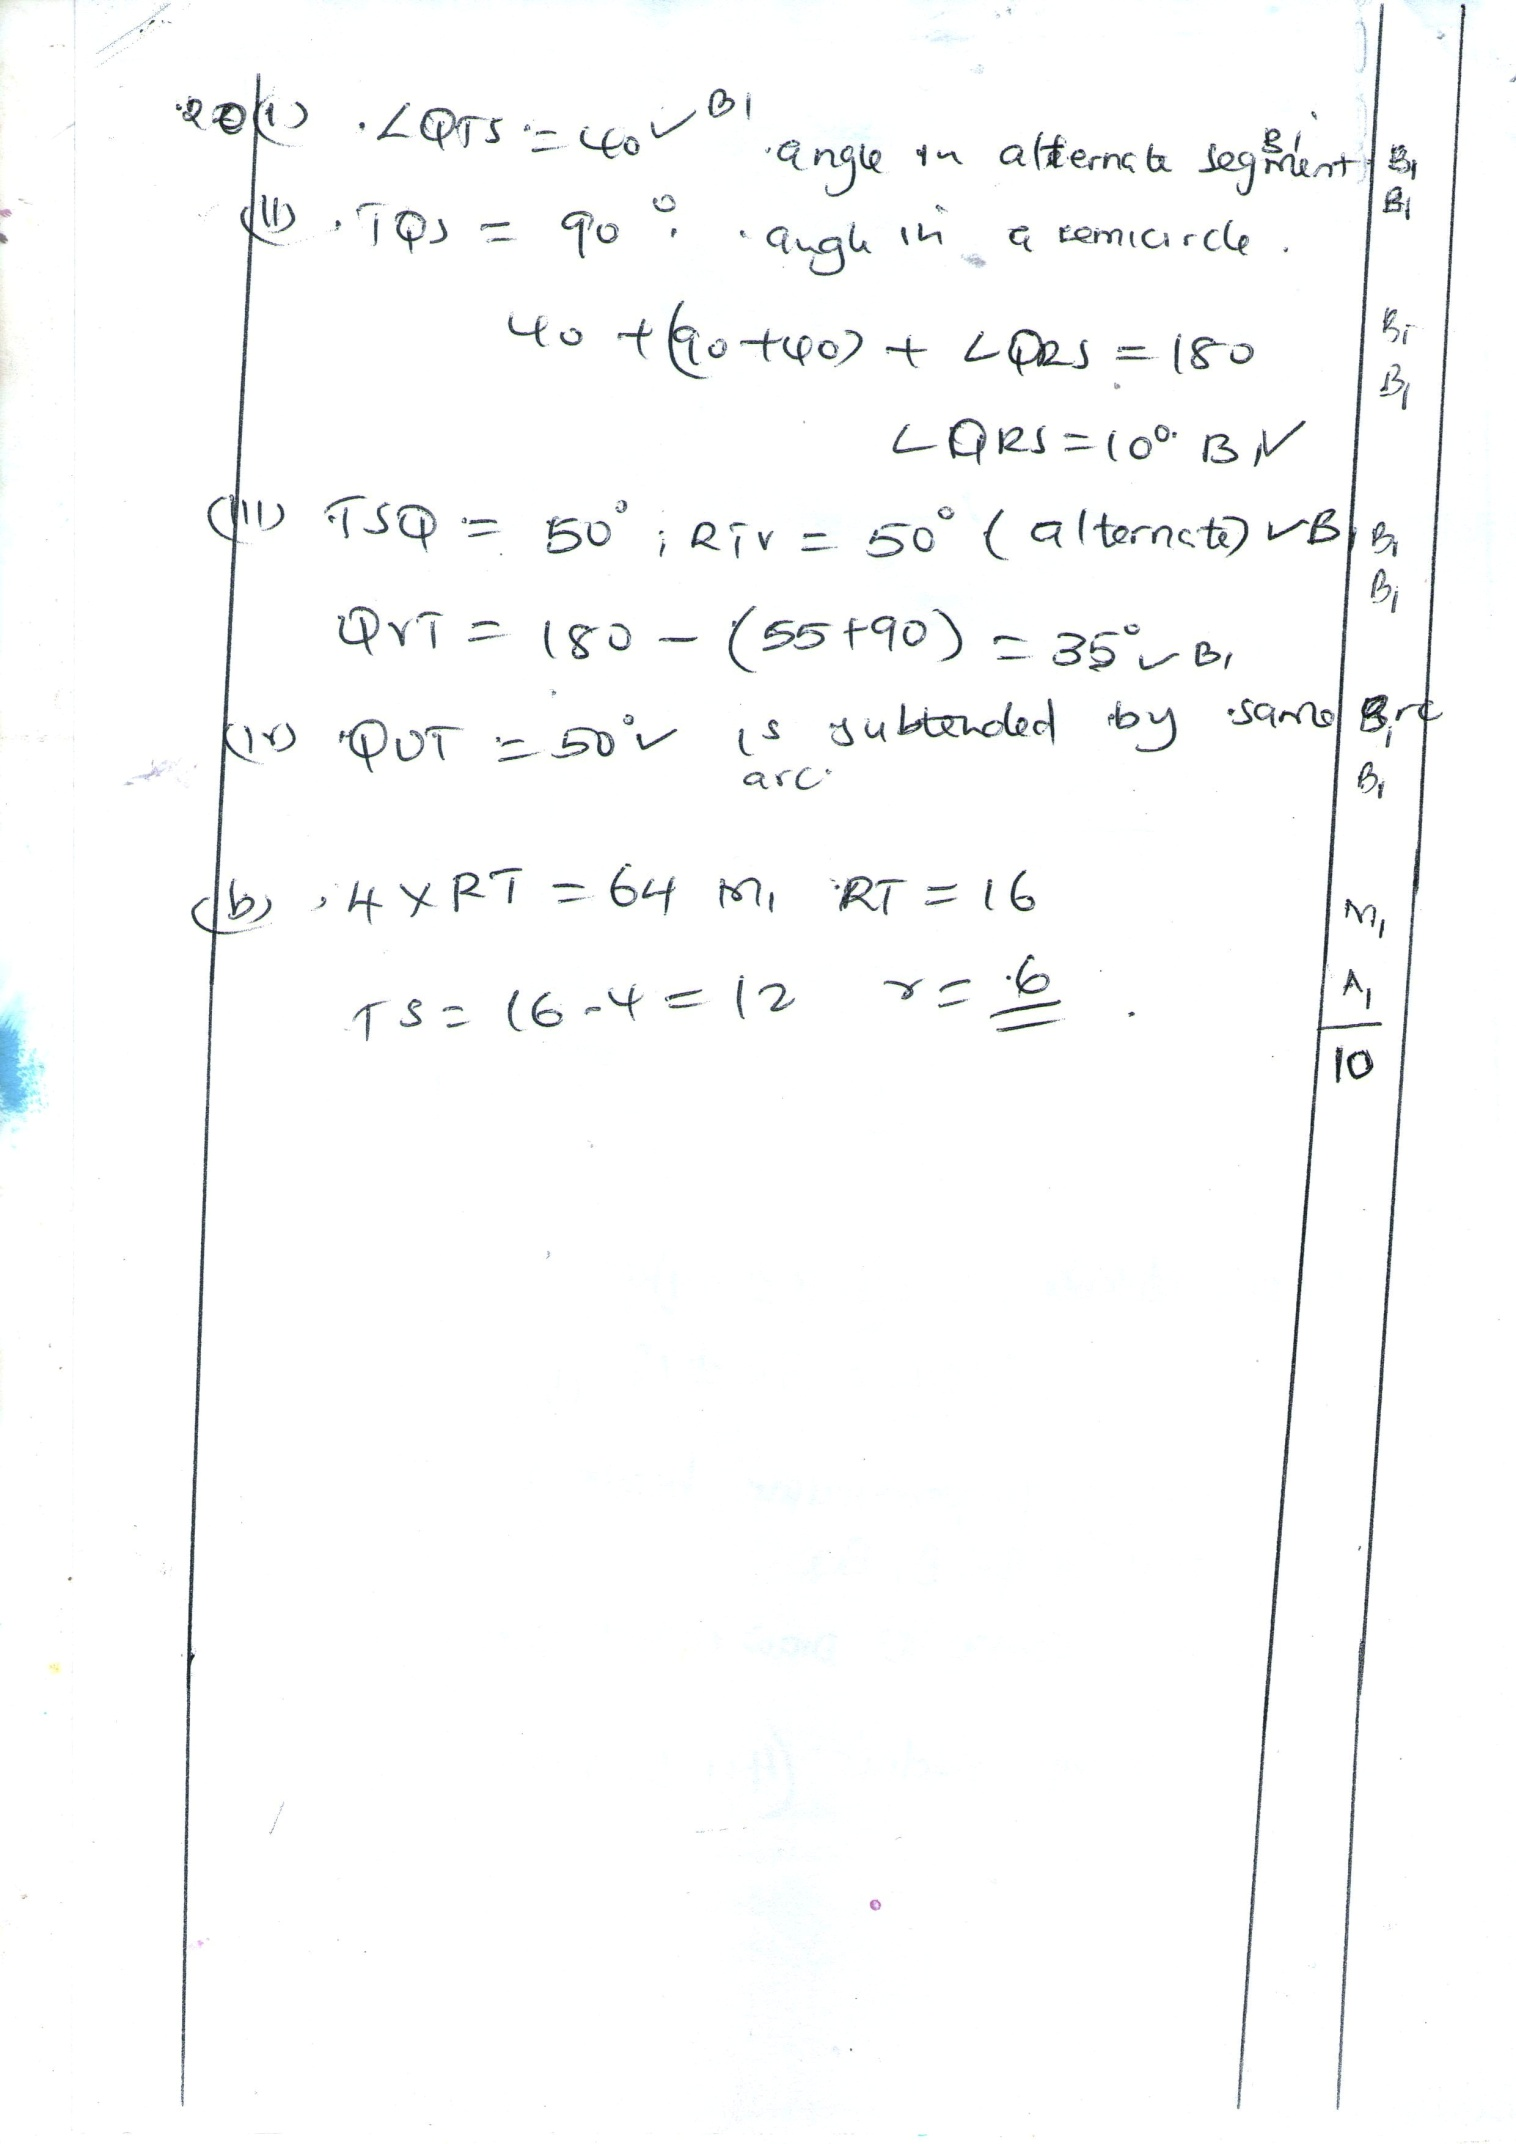 20(i) ∠QTS = 40 ✓ B1 angle in alternate segment B1 B1
(ii) TQS = 90°. angle in a semicircle. B1
40 + (90+40) + ∠QRS = 180 B1
B1
∠QRS = 10° B1 ✓
(iii) TSQ = 50° ; RTV = 50° (alternate) ✓ B1 B1
B1
QVT = 180 - (55+90) = 35° ✓ B1
(iv) QUT = 50° ✓ is subtended by same arc B1
arc. B1
(b) 4 x RT = 64 M1 RT = 16 M1
TS = 16-4 = 12 r = 6. A1
10